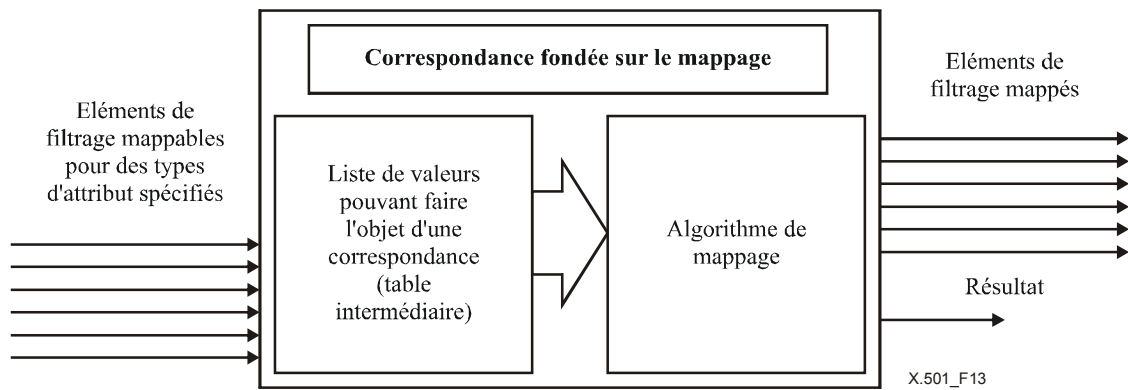 Correspondance fondée sur le mappage
Eléments de
filtrage mappables
pour des types
d'attribut spécifiés
Liste de valeurs
pouvant faire
l'objet d'une
correspondance
(table
intermédiaire)
Algorithme de
mappage
Eléments de
filtrage mappés
Résultat
X.501_F13